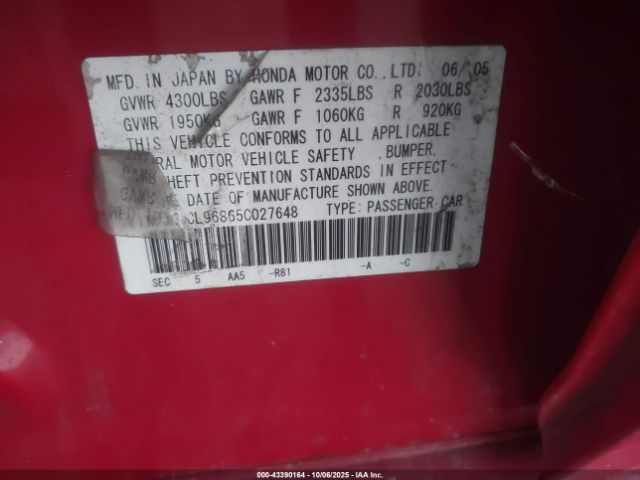 MFD. IN JAPAN BY HONDA MOTOR CO., LTD. 06/05
GVWR 4300LBS GAWR F 2335LBS R 2030LBS
GVWR 1950KG GAWR F 1060KG R 920KG
THIS VEHICLE CONFORMS TO ALL APPLICABLE
RAL MOTOR VEHICLE SAFETY, BUMPER,
HEFT PREVENTION STANDARDS IN EFFECT
E DATE OF MANUFACTURE SHOWN ABOVE.
CL96865C027648 TYPE: PASSENGER CAR
SEC 5 AA5 -R81 -A -C
000-43390164 - 10/06/2025 - IAAI.com